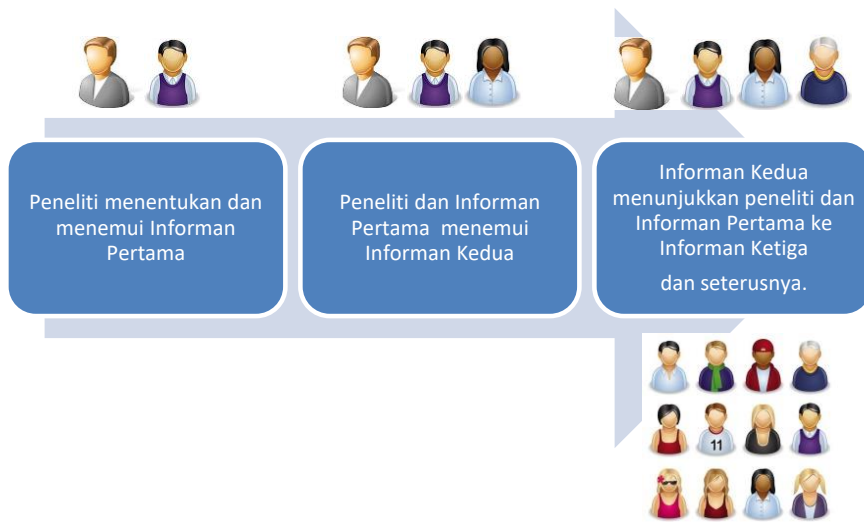 Peneliti menentukan dan
menemui Informan
Pertama
Peneliti dan Informan
Pertama menemui
Informan Kedua
Informan Kedua
menunjukkan peneliti dan
Informan Pertama ke
Informan Ketiga
dan seterusnya.
11